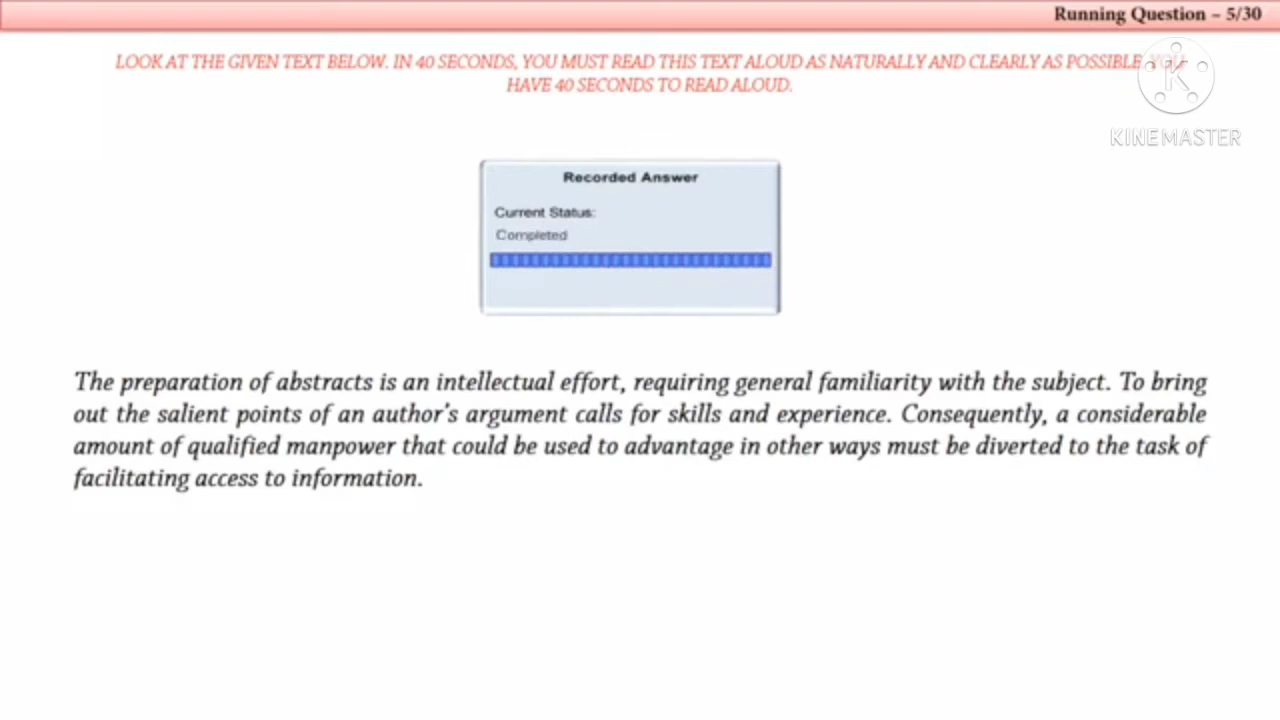 Running Question – 5/30
LOOK AT THE GIVEN TEXT BELOW. IN 40 SECONDS, YOU MUST READ THIS TEXT ALOUD AS NATURALLY AND CLEARLY AS POSSIBLE. YOU
HAVE 40 SECONDS TO READ ALOUD.
K
KINEMASTER
Recorded Answer
Current Status:
Completed
The preparation of abstracts is an intellectual effort, requiring general familiarity with the subject. To bring
out the salient points of an author's argument calls for skills and experience. Consequently, a considerable
amount of qualified manpower that could be used to advantage in other ways must be diverted to the task of
facilitating access to information.